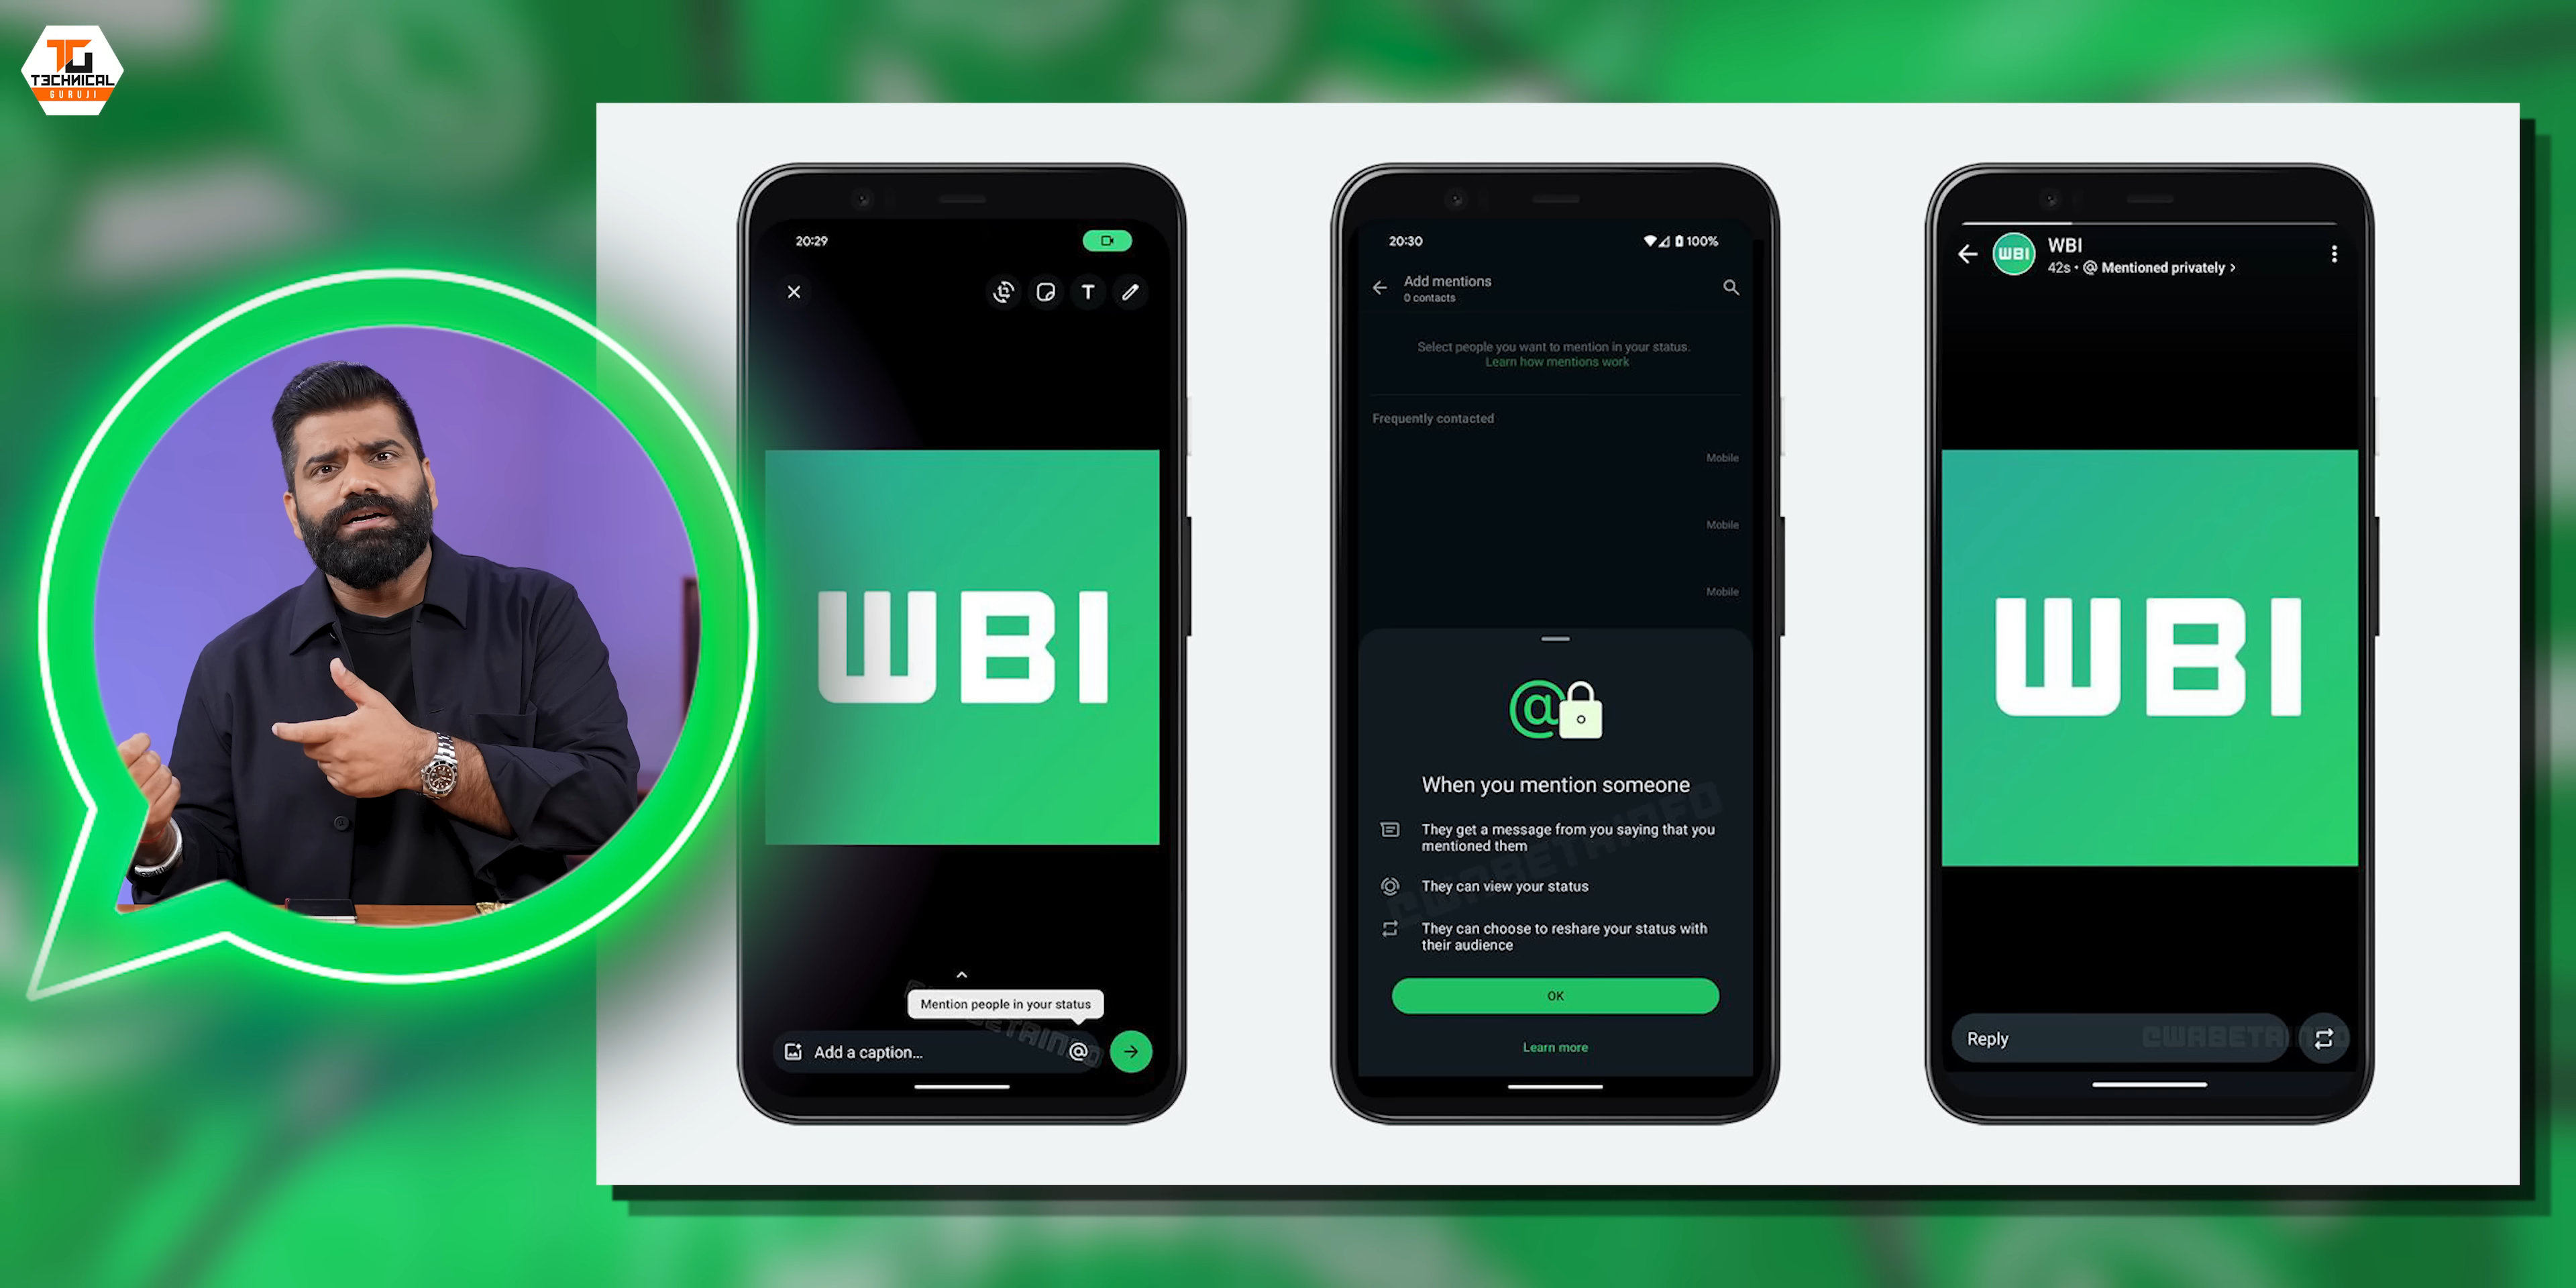 TG
TECHNICAL
GURUJI
20:29
WBI
Mention people in your status
Add a caption...
@
20:30
100%
Add mentions
0 contacts
Select people you want to mention in your status.
Learn how mentions work
Frequently contacted
Mobile
Mobile
Mobile
@
When you mention someone
They get a message from you saying that you
mentioned them
They can view your status
They can choose to reshare your status with
their audience
OK
Learn more
WBI
WBI
42s • @ Mentioned privately >
WBI
Reply